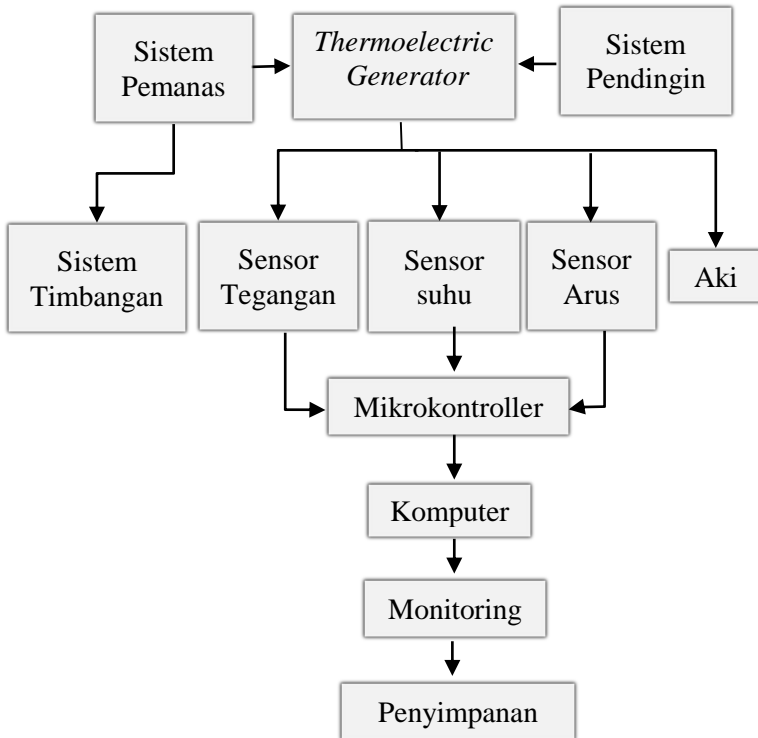 Sistem
Pemanas
Thermoelectric
Generator
Sistem
Pendingin
Sistem
Timbangan
Sensor
Tegangan
Sensor
suhu
Sensor
Arus
Aki
Mikrokontroller
Komputer
Monitoring
Penyimpanan